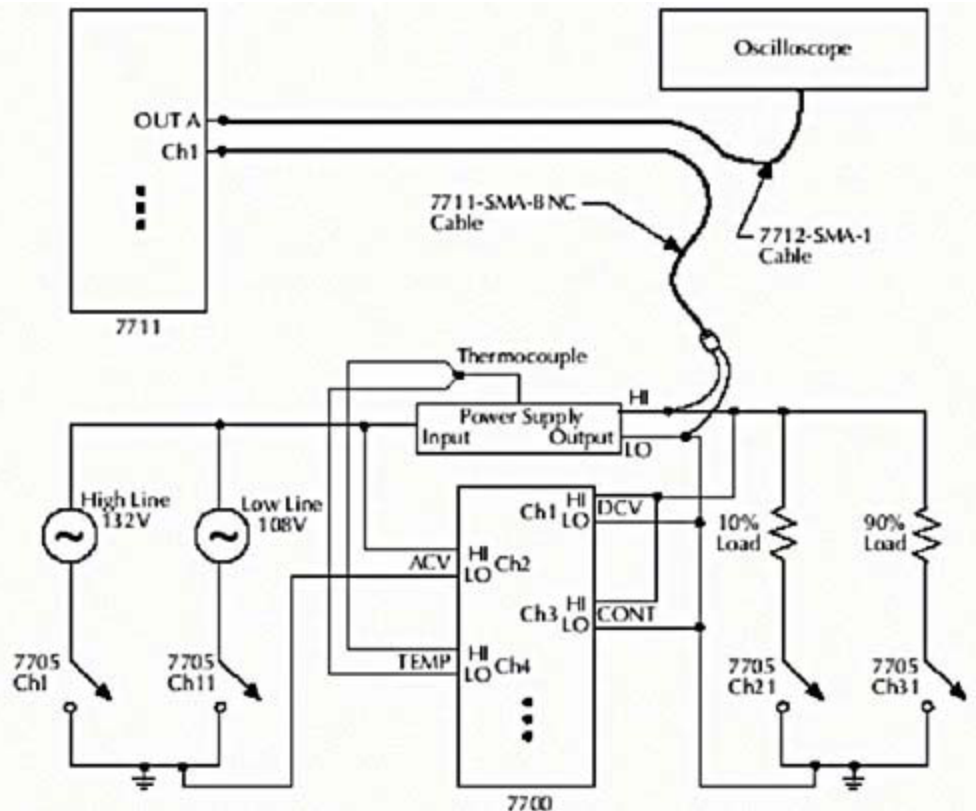 Oscilloscope
OUT A
Ch1
7711-SMA-BNC
Cable
7712-SMA-1
Cable
7711
Thermocouple
HI
Power Supply
Input
Output
LO
High Line
132V
Low Line
108V
Ch1
HI
LO
DCV
10%
Load
90%
Load
ACV
HI
LO
Ch2
Ch3
HI
LO
CONT
7705
Ch1
7705
Ch11
TEMP
HI
LO
Ch4
7705
Ch21
7705
Ch31
7700